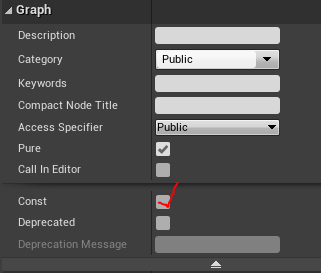 Graph
Description
Category Public
Keywords
Compact Node Title
Access Specifier Public
Pure
Call In Editor
Const
Deprecated
Deprecation Message